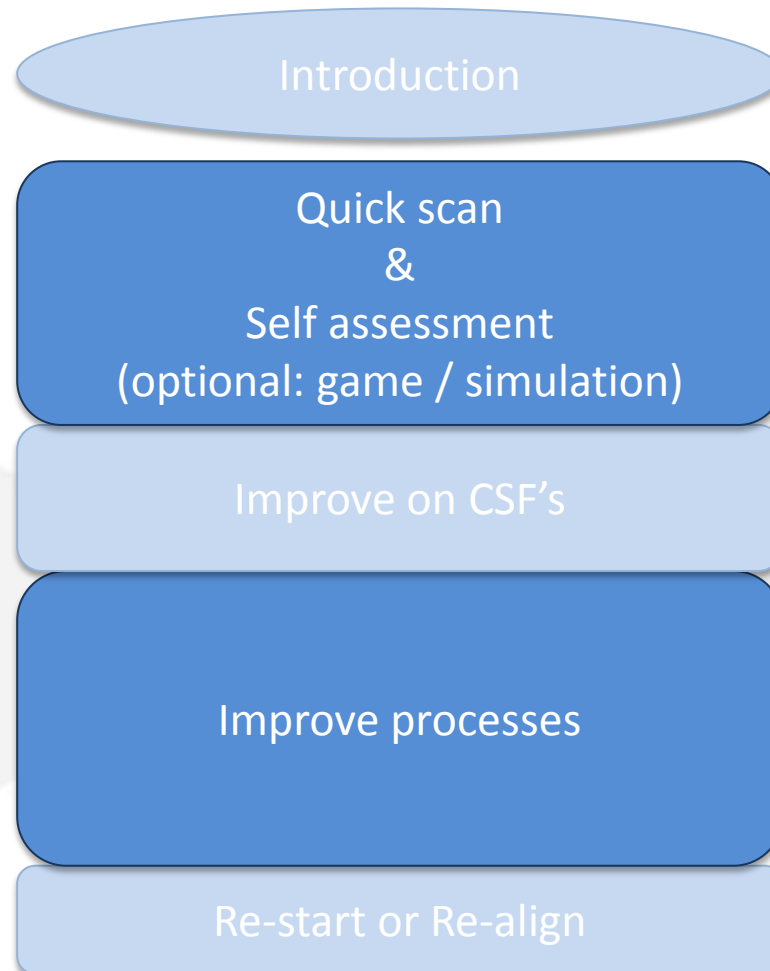 Introduction
Quick scan
&
Self assessment
(optional: game / simulation)
Improve on CSF’s
Improve processes
Re-start or Re-align